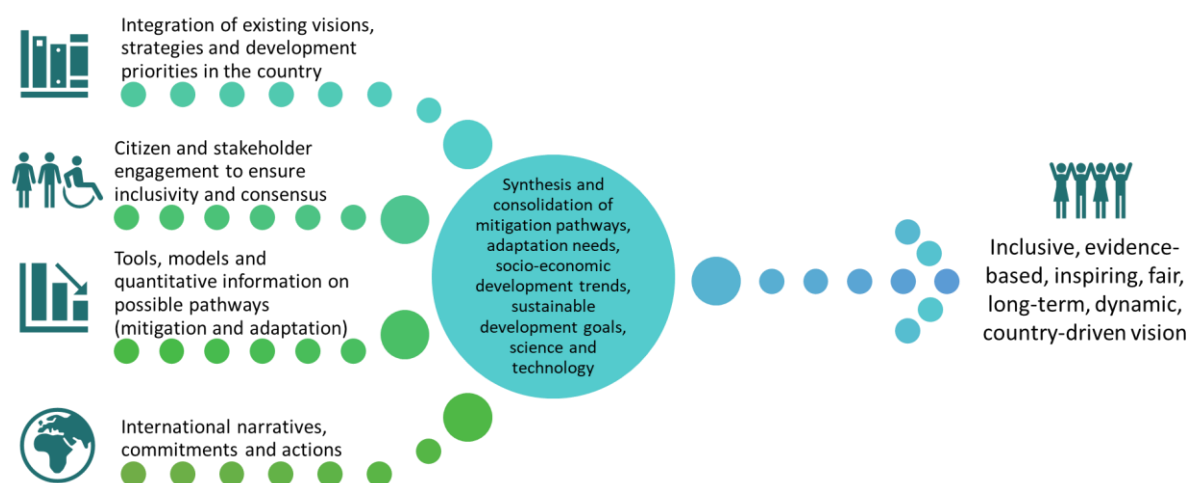 Integration of existing visions,
strategies and development
priorities in the country
Citizen and stakeholder
engagement to ensure
inclusivity and consensus
Tools, models and
quantitative information on
possible pathways
(mitigation and adaptation)
International narratives,
commitments and actions
Synthesis and
consolidation of
mitigation pathways,
adaptation needs,
socio-economic
development trends,
sustainable
development goals,
science and
technology
Inclusive, evidence-
based, inspiring, fair,
long-term, dynamic,
country-driven vision